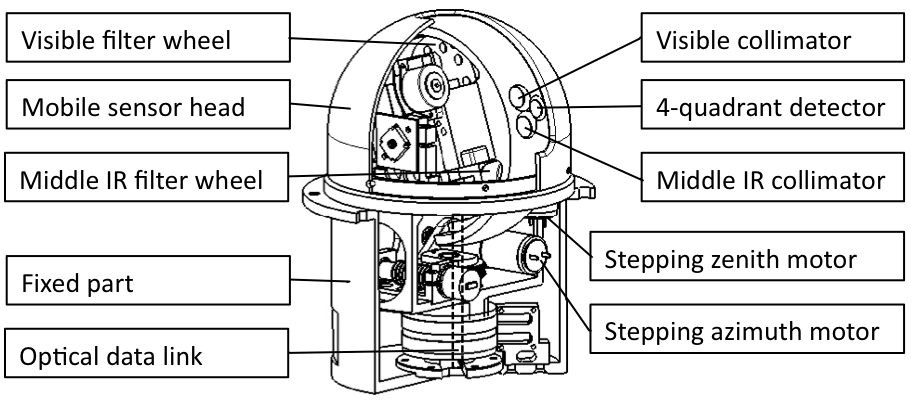 Visible filter wheel
Mobile sensor head
Middle IR filter wheel
Fixed part
Optical data link
Visible collimator
4-quadrant detector
Middle IR collimator
Stepping zenith motor
Stepping azimuth motor